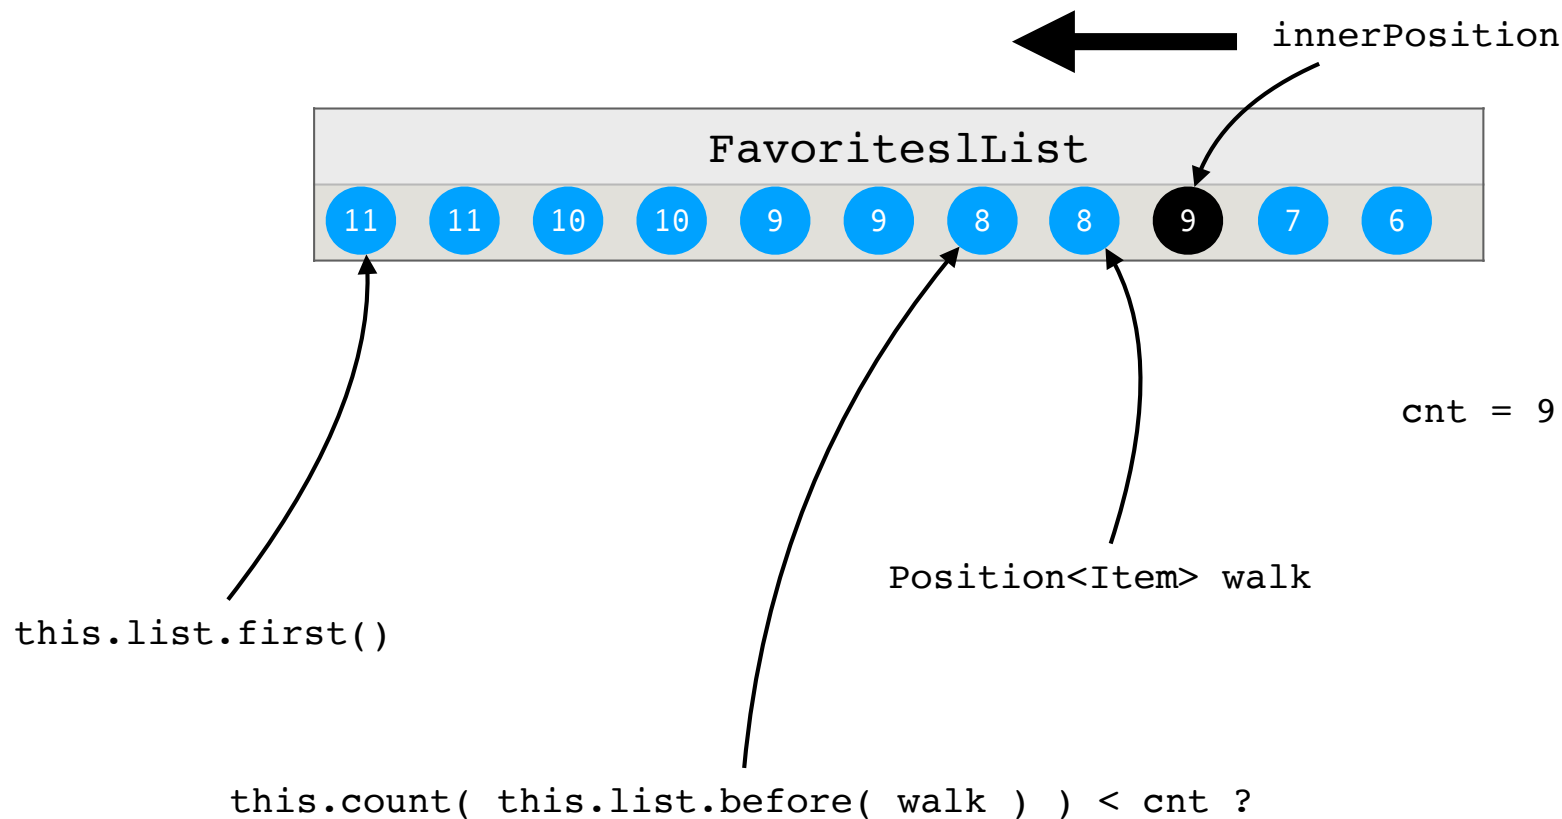 innerPosition
FavoriteslList
11 11 10 10 9 9 8 8 9 7 6
cnt = 9
Position<Item> walk
this.list.first()
this.count( this.list.before( walk ) ) < cnt ?